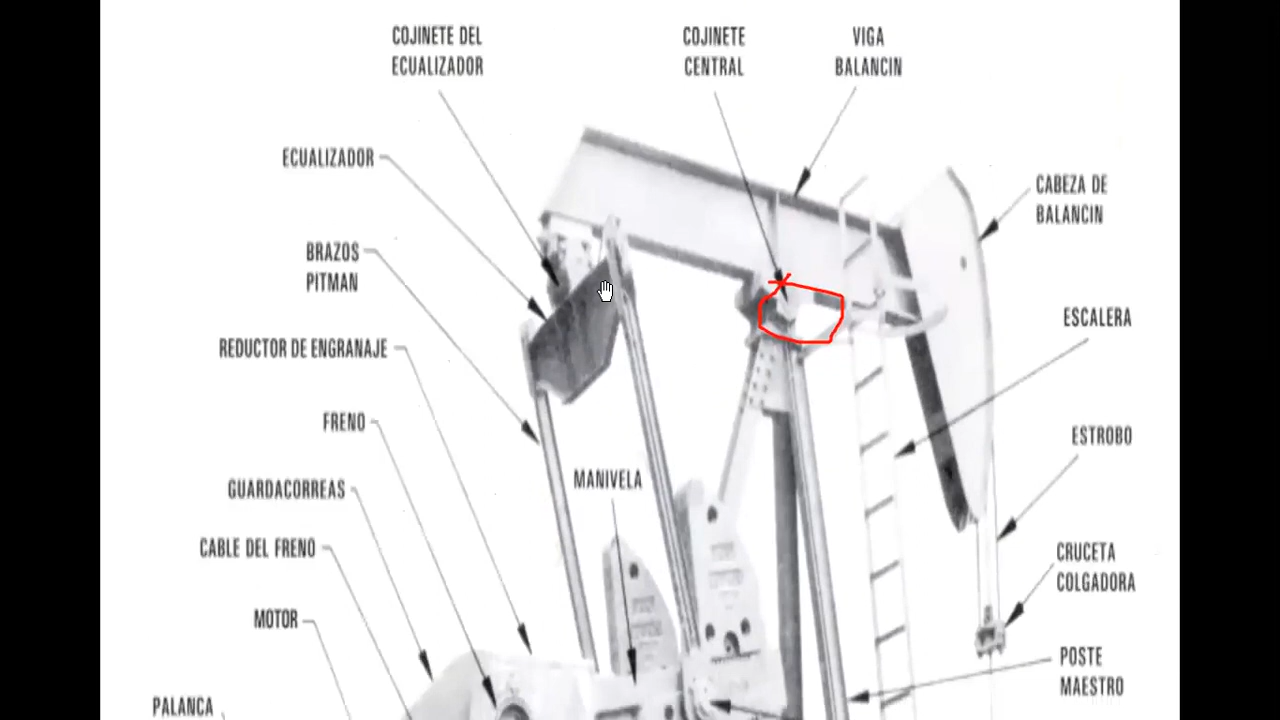 COJINETE DEL
ECUALIZADOR
COJINETE
CENTRAL
VIGA
BALANCIN
ECUALIZADOR
CABEZA DE
BALANCIN
BRAZOS
PITMAN
ESCALERA
REDUCTOR DE ENGRANAJE
FRENO
ESTROBO
MANIVELA
GUARDACORREAS
CABLE DEL FRENO
CRUCETA
COLGADORA
MOTOR
POSTE
MAESTRO
PALANCA